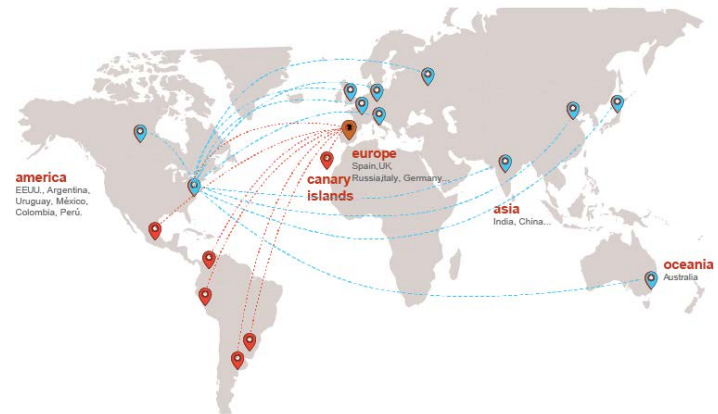 america
EEUU., Argentina,
Uruguay, México,
Colombia, Perú.
europe
Spain,UK,
Russia,Italy, Germany...
canary
islands
asia
India, China...
oceania
Australia